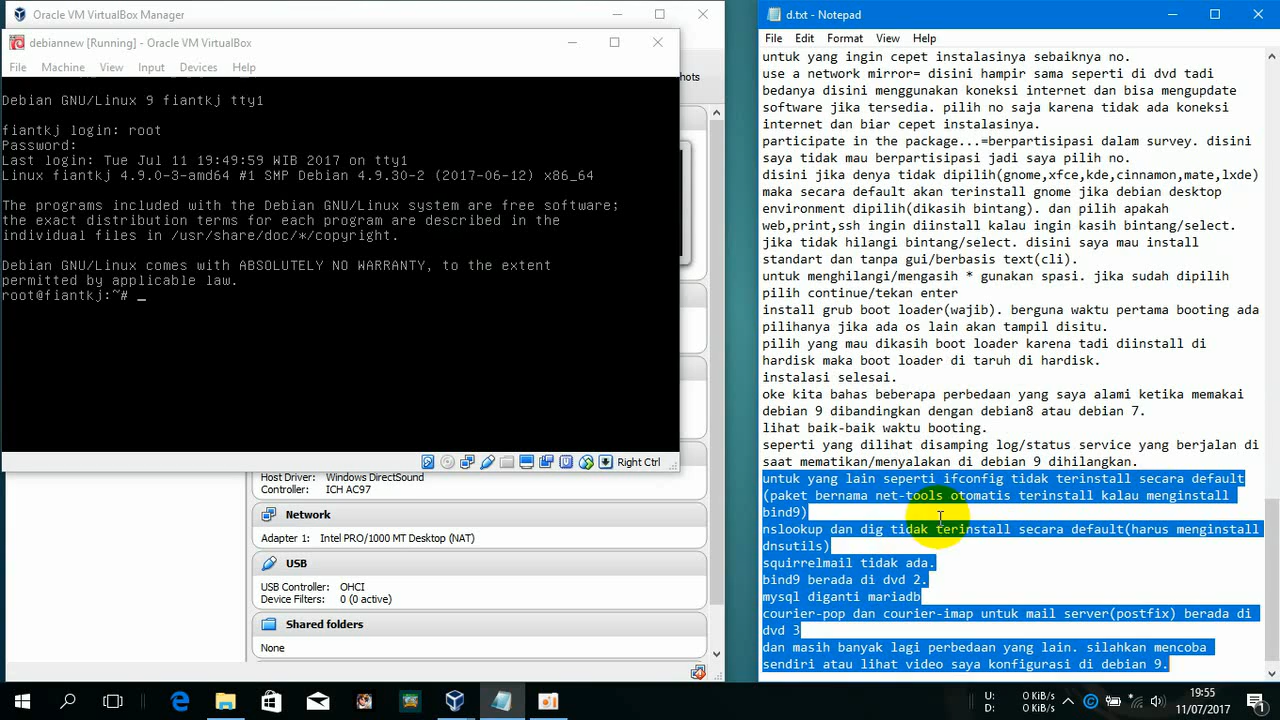 Oracle VM VirtualBox Manager
debiannew [Running] - Oracle VM VirtualBox
File Machine View Input Devices Help
hots
Debian GNU/Linux 9 fiantkj tty1
fiantkj login: root
Password:
Last login: Tue Jul 11 19:49:59 WIB 2017 on tty1
Linux fiantkj 4.9.0-3-amd64 #1 SMP Debian 4.9.30-2 (2017-06-12) x86_64
The programs included with the Debian GNU/Linux system are free software;
the exact distribution terms for each program are described in the
individual files in /usr/share/doc/*/copyright.
Debian GNU/Linux comes with ABSOLUTELY NO WARRANTY, to the extent
permitted by applicable law.
root@fiantkj:~# _
Right Ctrl
Host Driver: Windows DirectSound
Controller: ICH AC97
Network
Adapter 1: Intel PRO/1000 MT Desktop (NAT)
USB
USB Controller: OHCI
Device Filters: 0 (0 active)
Shared folders
None
d.txt - Notepad
File Edit Format View Help
untuk yang ingin cepet instalasinya sebaiknya no.
use a network mirror= disini hampir sama seperti di dvd tadi
bedanya disini menggunakan koneksi internet dan bisa mengupdate
software jika tersedia. pilih no saja karena tidak ada koneksi
internet dan biar cepet instalasinya.
participate in the package...=berpartisipasi dalam survey. disini
saya tidak mau berpartisipasi jadi saya pilih no.
disini jika denya tidak dipilih(gnome,xfce,kde,cinnamon,mate,lxde)
maka secara default akan terinstall gnome jika debian desktop
environment dipilih(dikasih bintang). dan pilih apakah
web,print,ssh ingin diinstall kalau ingin kasih bintang/select.
jika tidak hilangi bintang/select. disini saya mau install
standart dan tanpa gui/berbasis text(cli).
untuk menghilangi/mengasih * gunakan spasi. jika sudah dipilih
pilih continue/tekan enter
install grub boot loader(wajib). berguna waktu pertama booting ada
pilihanya jika ada os lain akan tampil disitu.
pilih yang mau dikasih boot loader karena tadi diinstall di
hardisk maka boot loader di taruh di hardisk.
instalasi selesai.
oke kita bahas beberapa perbedaan yang saya alami ketika memakai
debian 9 dibandingkan dengan debian8 atau debian 7.
lihat baik-baik waktu booting.
seperti yang dilihat disamping log/status service yang berjalan di
saat mematikan/menyalakan di debian 9 dihilangkan.
untuk yang lain seperti ifconfig tidak terinstall secara default
(paket bernama net-tools otomatis terinstall kalau menginstall
bind9)
nslookup dan dig tidak terinstall secara default(harus menginstall
dnsutils)
squirrelmail tidak ada.
bind9 berada di dvd 2.
mysql diganti mariadb
courier-pop dan courier-imap untuk mail server(postfix) berada di
dvd 3
dan masih banyak lagi perbedaan yang lain. silahkan mencoba
sendiri atau lihat video saya konfigurasi di debian 9.
U: 0 KiB/s
D: 0 KiB/s
19:55
11/07/2017
1